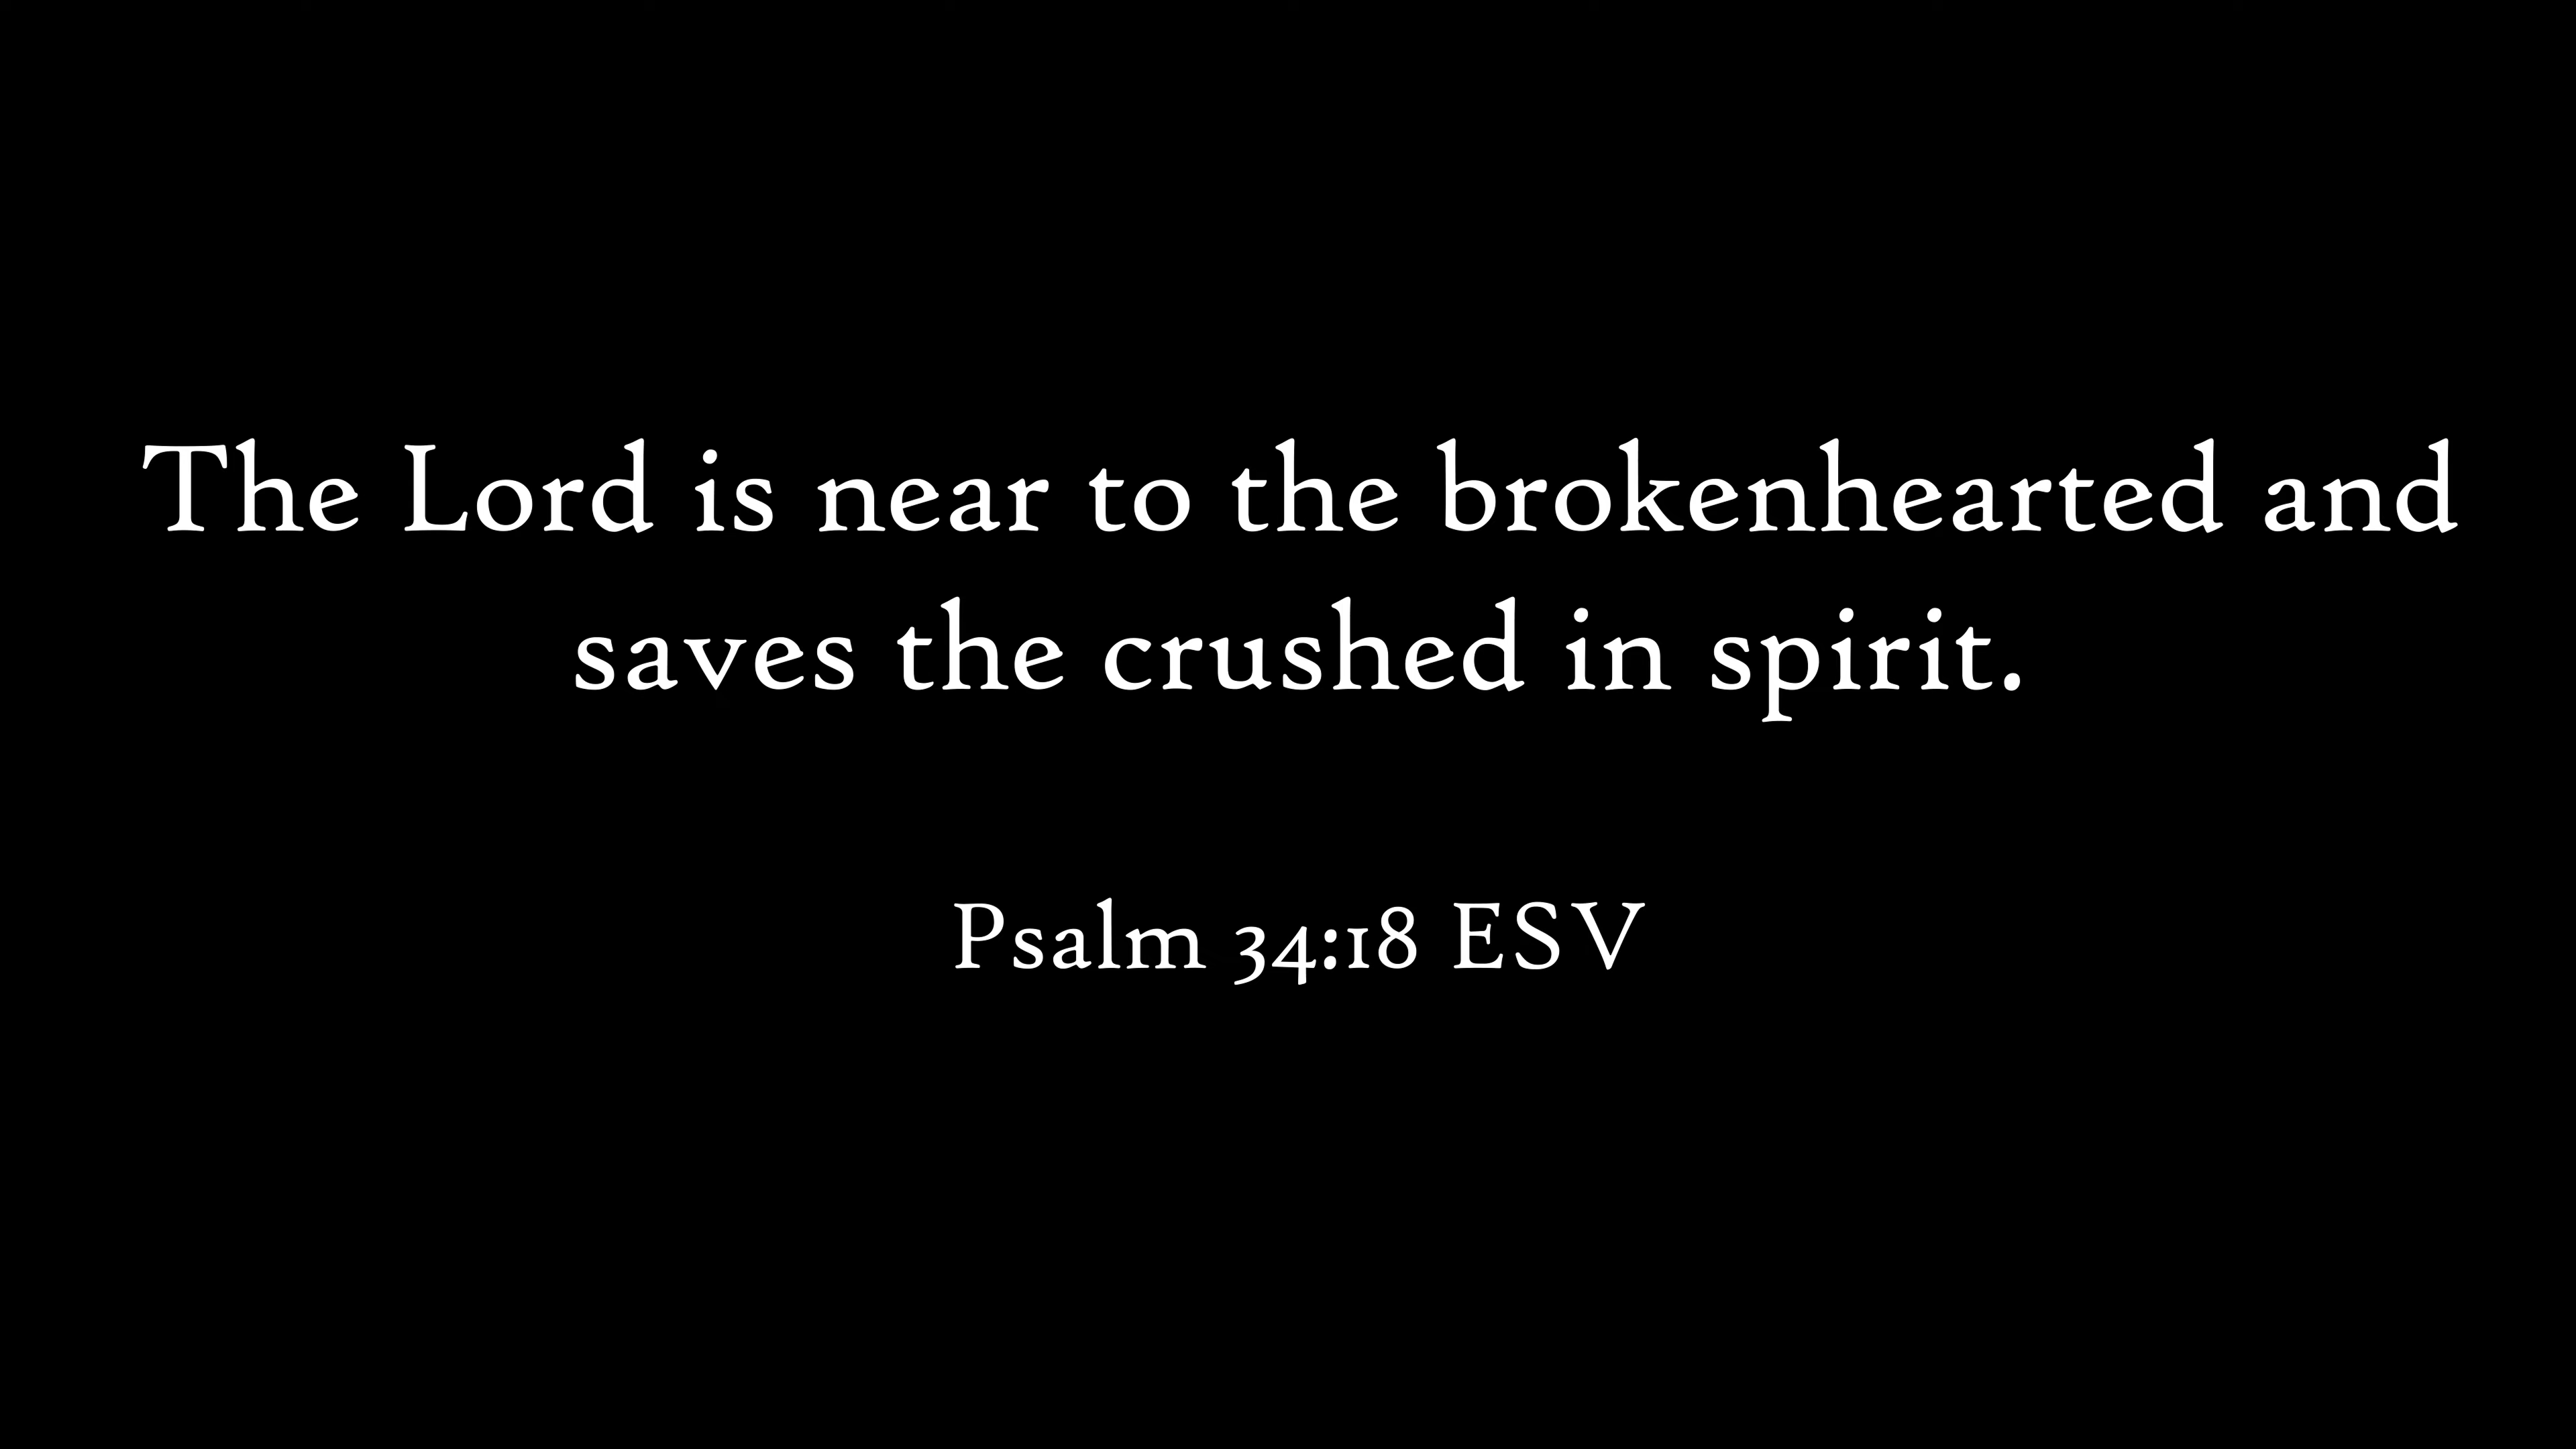 The Lord is near to the brokenhearted and
saves the crushed in spirit.
Psalm 34:18 ESV